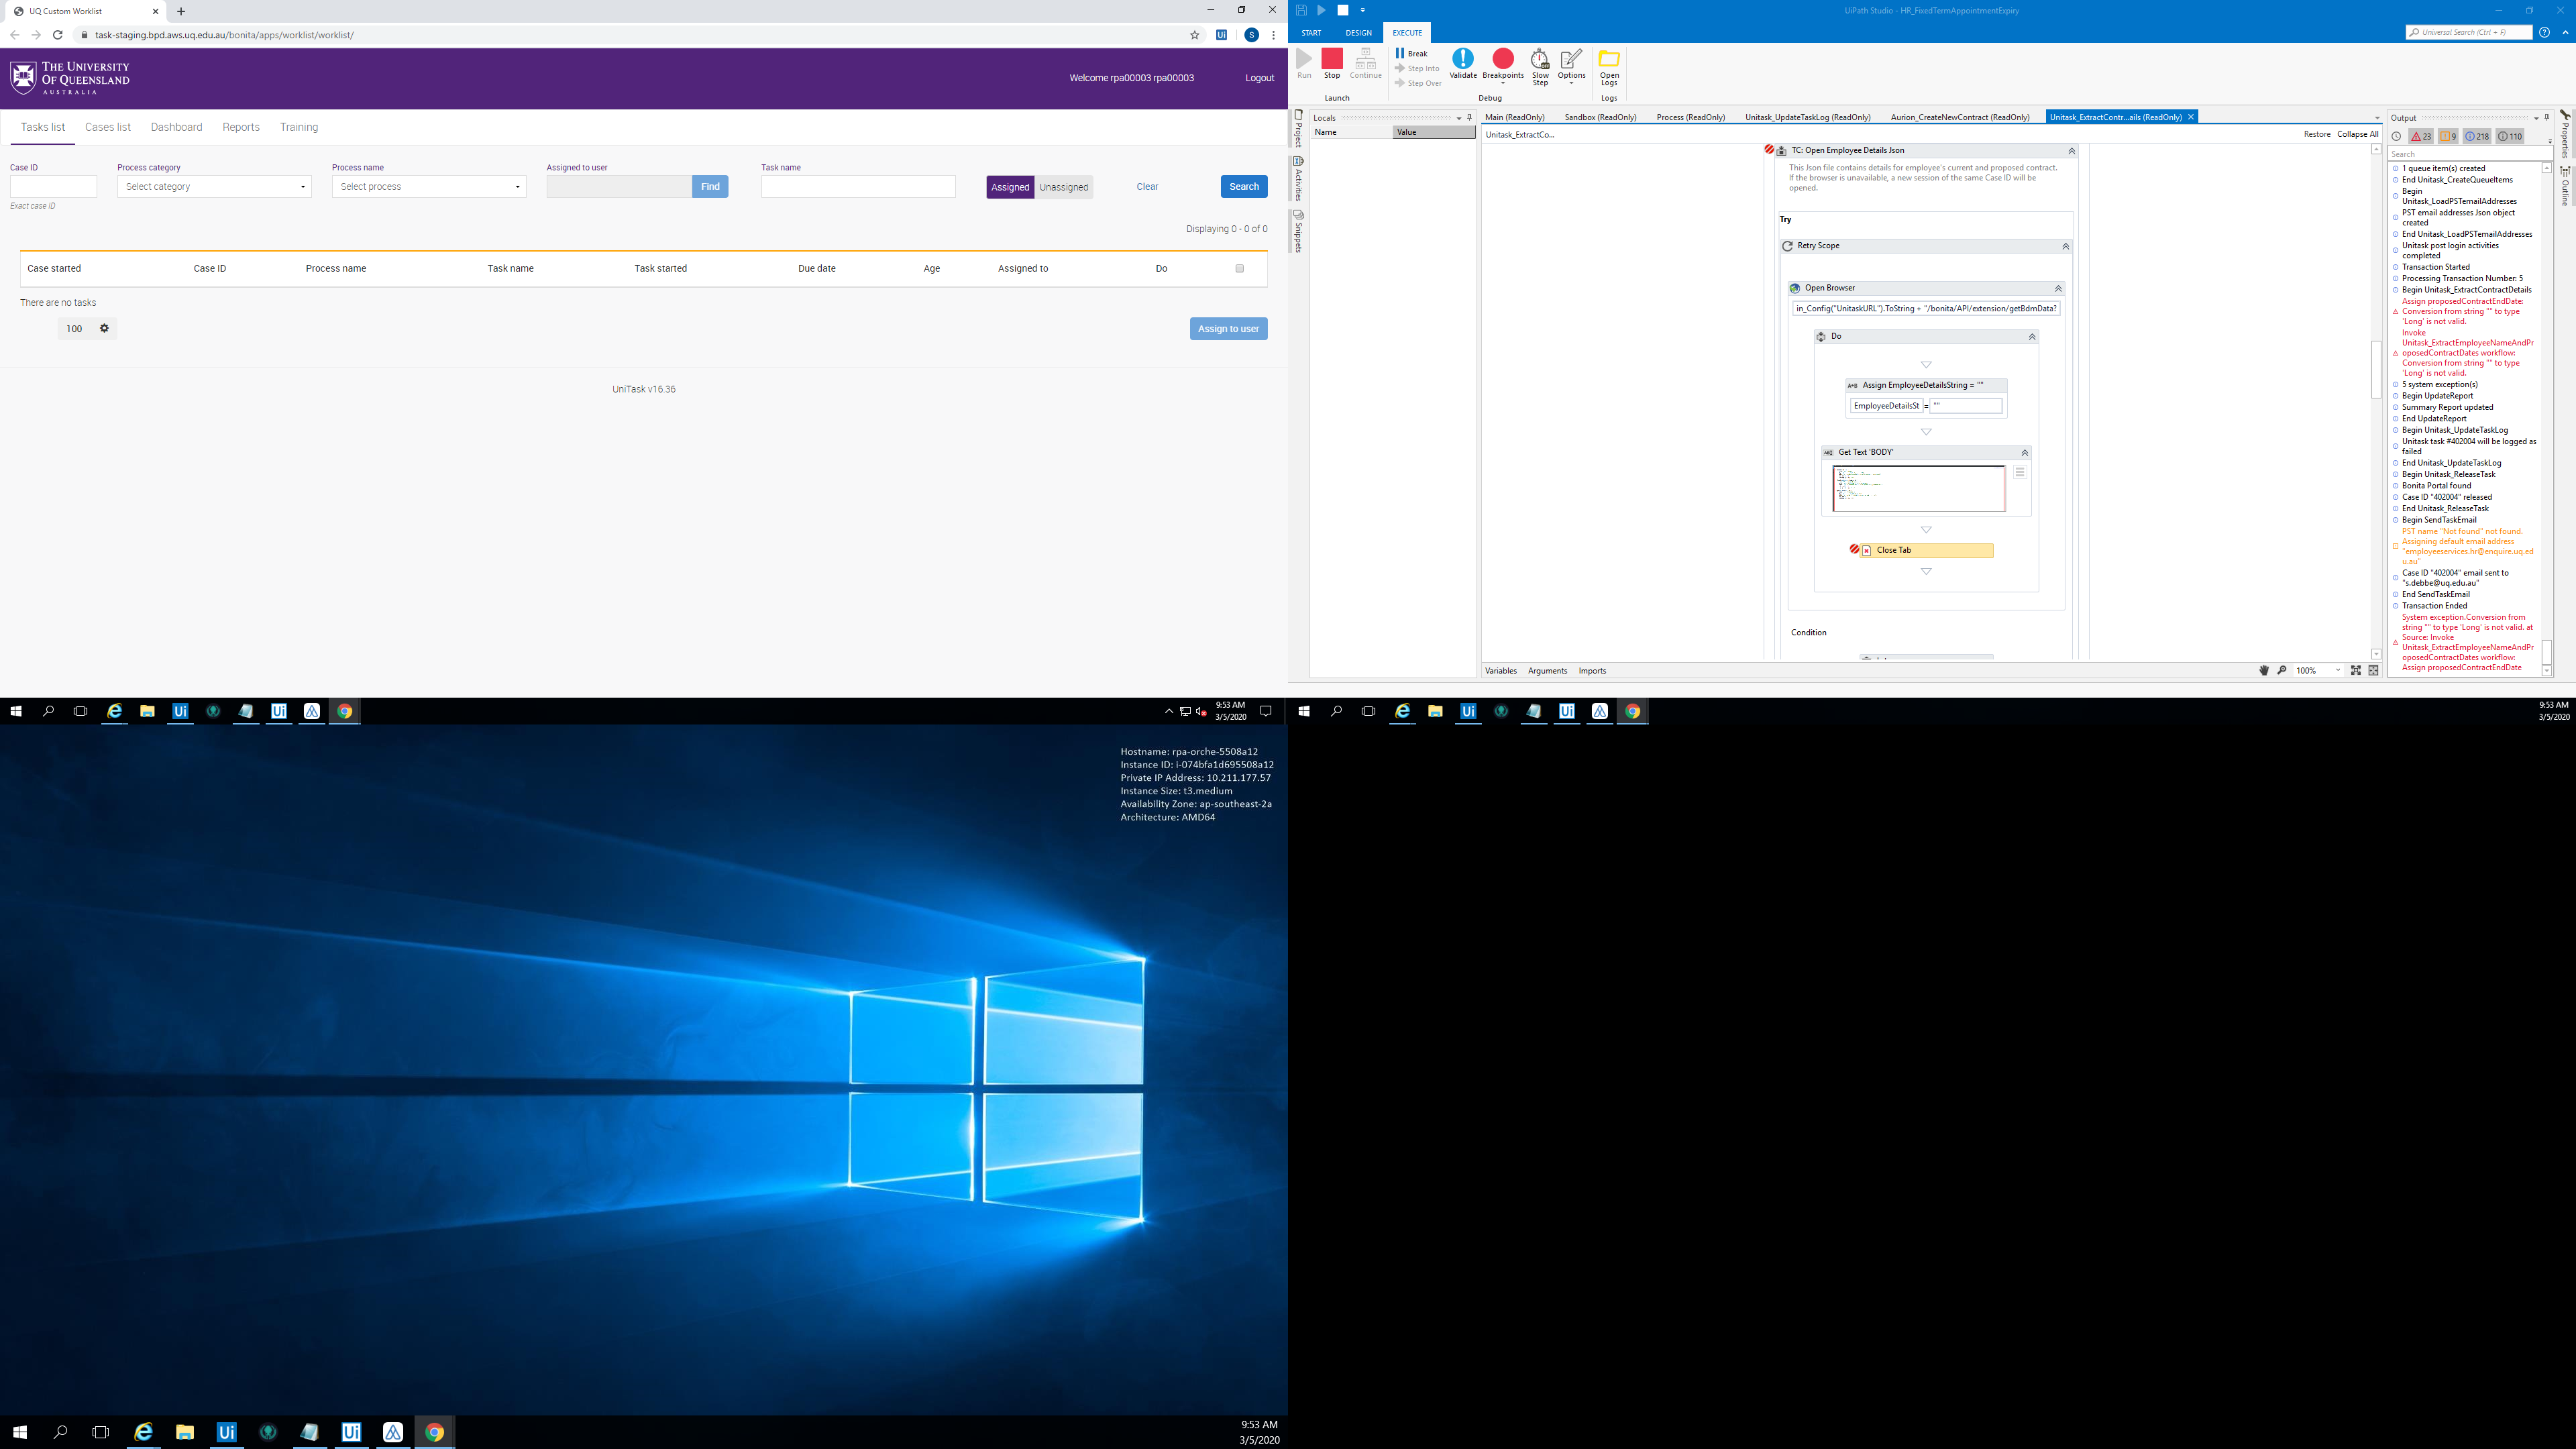 UQ Custom Worklist
task-staging.bpd.aws.uq.edu.au/bonita/apps/worklist/worklist/
THE UNIVERSITY
OF QUEENSLAND
AUSTRALIA
Welcome rpa00003 rpa00003
Logout
Tasks list
Cases list
Dashboard
Reports
Training
Case ID
Process category
Process name
Assigned to user
Task name
Select category
Select process
Find
Assigned
Unassigned
Clear
Search
Exact case ID
Displaying 0 - 0 of 0
Case started
Case ID
Process name
Task name
Task started
Due date
Age
Assigned to
Do
There are no tasks
100
Assign to user
UniTask v16.36
9:53 AM
3/5/2020
UiPath Studio - HR_FixedTermAppointmentExpiry
START
DESIGN
EXECUTE
Universal Search (Ctrl + F)
Run
Stop
Continue
Break
Step Into
Step Over
Validate
Breakpoints
Slow
Step
Options
Open
Logs
Launch
Debug
Logs
Project
Activities
Snippets
Locals
Name
Value
Main (ReadOnly)
Sandbox (ReadOnly)
Process (ReadOnly)
Unitask_UpdateTaskLog (ReadOnly)
Aurion_CreateNewContract (ReadOnly)
Unitask_ExtractContr...ails (ReadOnly)
Unitask_ExtractCo...
Restore
Collapse All
TC: Open Employee Details Json
This Json file contains details for employee's current and proposed contract.
If the browser is unavailable, a new session of the same Case ID will be
opened.
Try
Retry Scope
Open Browser
in_Config("UnitaskURL").ToString + "/bonita/API/extension/getBdmData?
Do
A+B Assign EmployeeDetailsString = ""
EmployeeDetailsSt = ""
Get Text 'BODY'
Close Tab
Condition
Variables
Arguments
Imports
100%
Output
23
9
218
110
Search
1 queue item(s) created
End Unitask_CreateQueueItems
Begin
Unitask_LoadPSTemailAddresses
PST email addresses Json object
created
End Unitask_LoadPSTemailAddresses
Unitask post login activities
completed
Transaction Started
Processing Transaction Number: 5
Begin Unitask_ExtractContractDetails
Assign proposedContractEndDate:
Conversion from string "" to type
'Long' is not valid.
Invoke
Unitask_ExtractEmployeeNameAndPr
oposedContractDates workflow:
Conversion from string "" to type
'Long' is not valid.
5 system exception(s)
Begin UpdateReport
Summary Report updated
End UpdateReport
Begin Unitask_UpdateTaskLog
Unitask task #402004 will be logged as
failed
End Unitask_UpdateTaskLog
Begin Unitask_ReleaseTask
Bonita Portal found
Case ID "402004" released
End Unitask_ReleaseTask
Begin SendTaskEmail
PST name "Not found" not found.
Assigning default email address
"employeeservices.hr@enquire.uq.ed
u.au"
Case ID "402004" email sent to
"s.debbe@uq.edu.au"
End SendTaskEmail
Transaction Ended
System exception.Conversion from
string "" to type 'Long' is not valid. at
Source: Invoke
Unitask_ExtractEmployeeNameAndPr
oposedContractDates workflow:
Assign proposedContractEndDate
Properties
Outline
9:53 AM
3/5/2020
Hostname: rpa-orche-5508a12
Instance ID: i-074bfa1d695508a12
Private IP Address: 10.211.177.57
Instance Size: t3.medium
Availability Zone: ap-southeast-2a
Architecture: AMD64
9:53 AM
3/5/2020